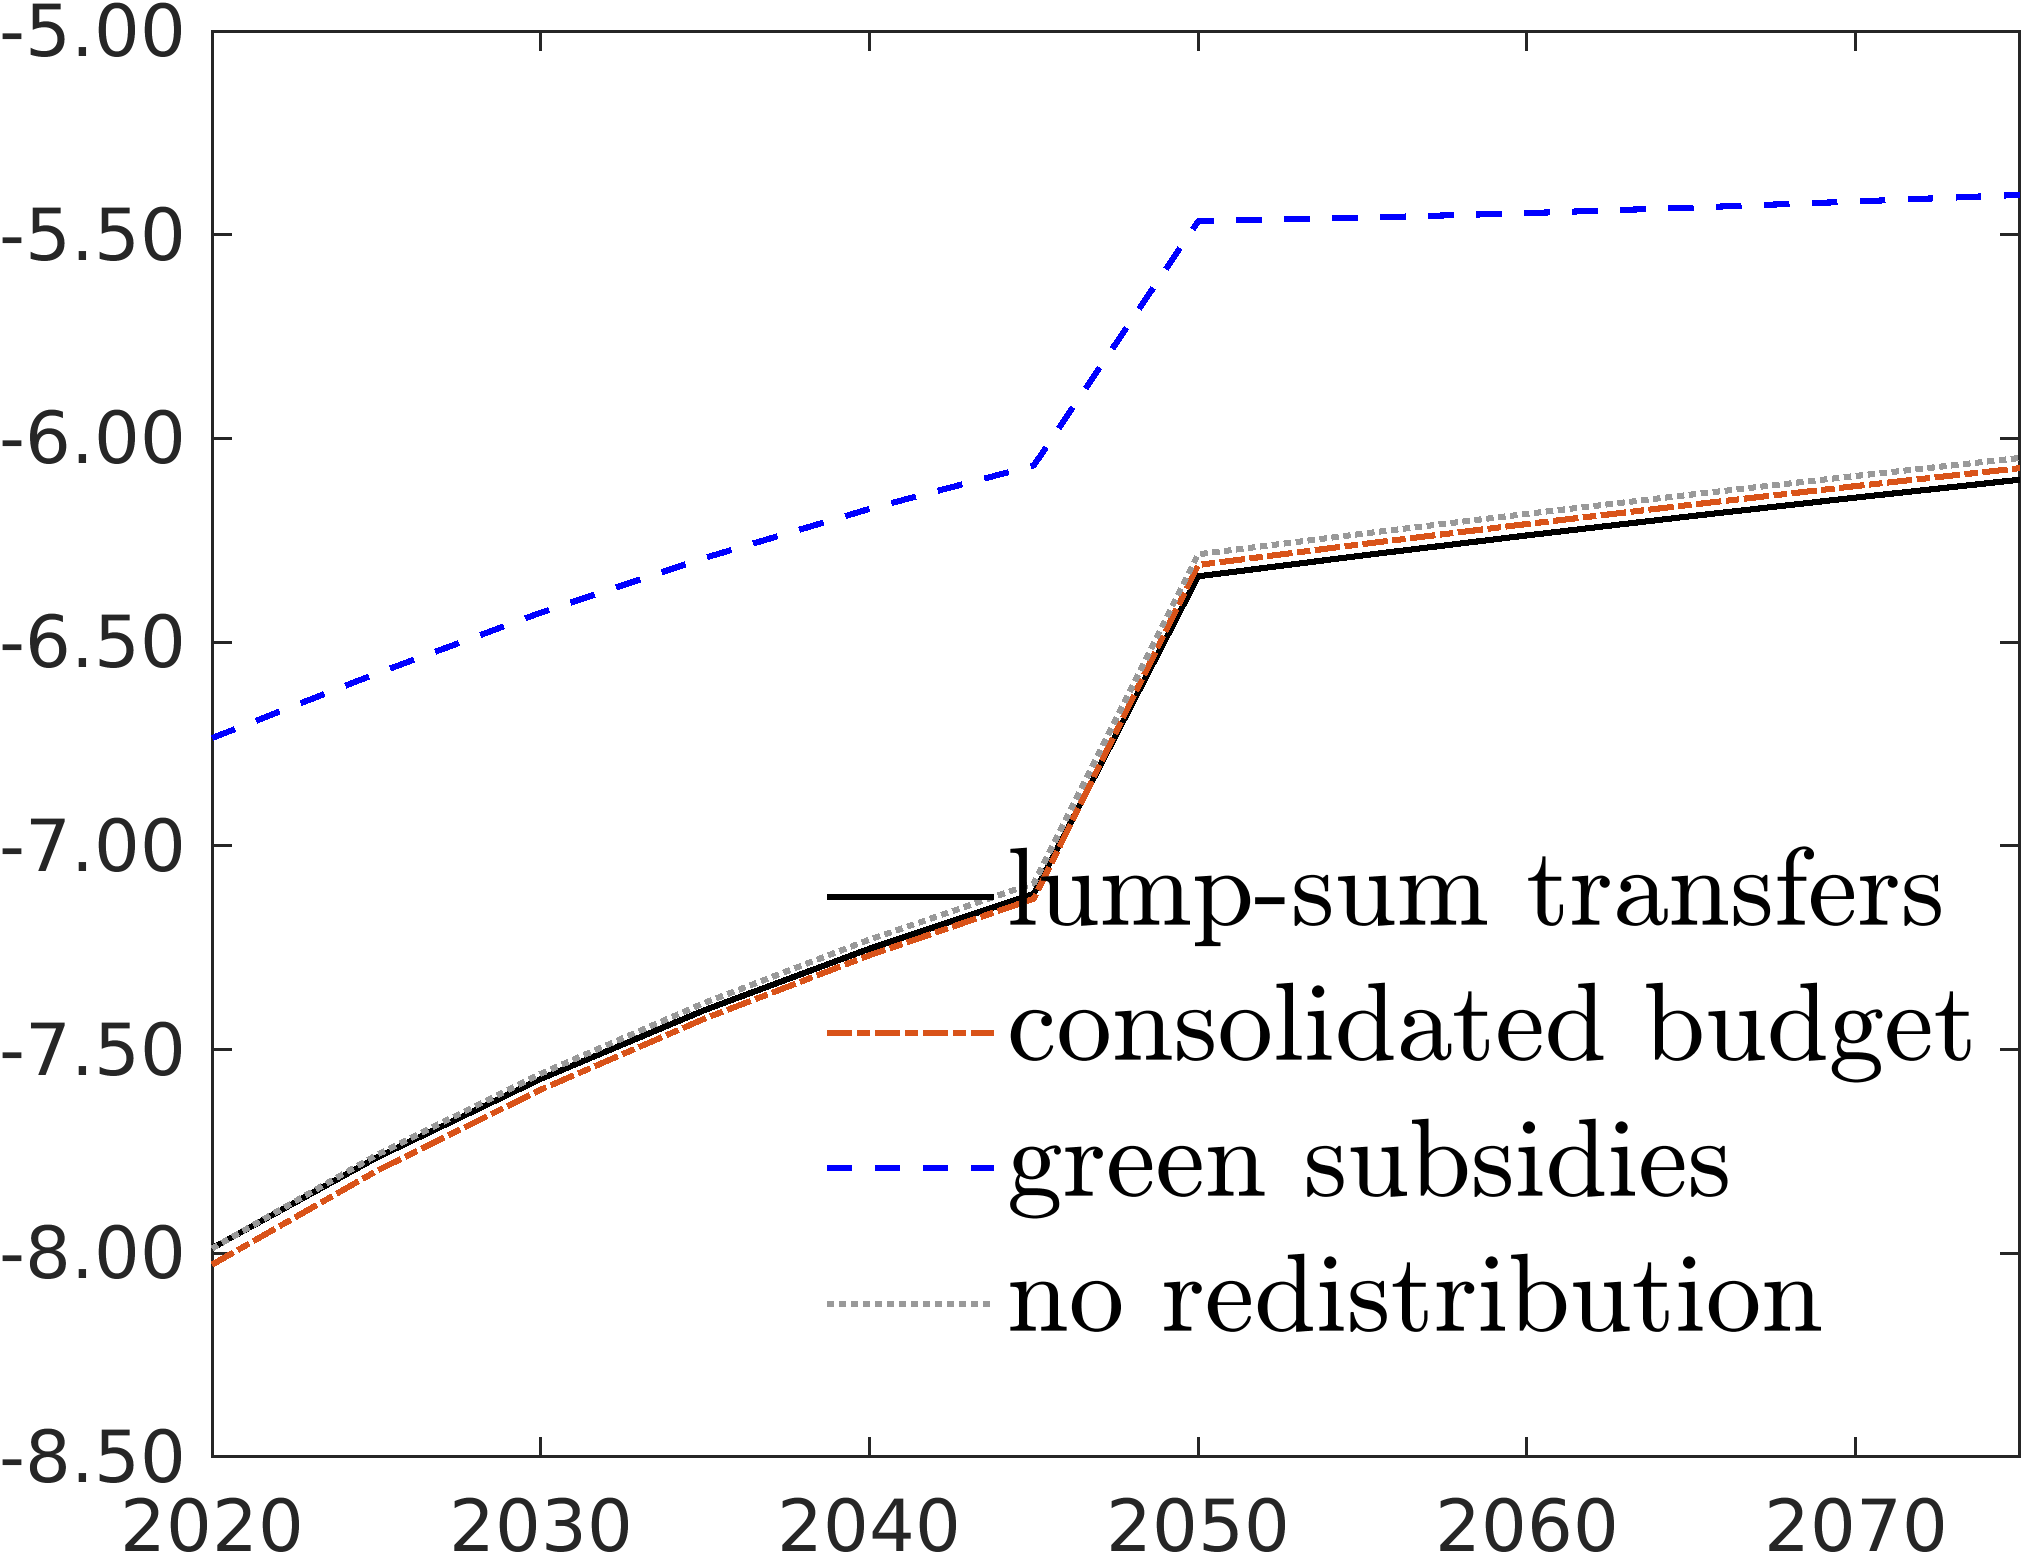 -5.00
-5.50
-6.00
-6.50
-7.00
-7.50
-8.00
-8.50
2020 2030 2040 2050 2060 2070
lump-sum transfers
consolidated budget
green subsidies
no redistribution